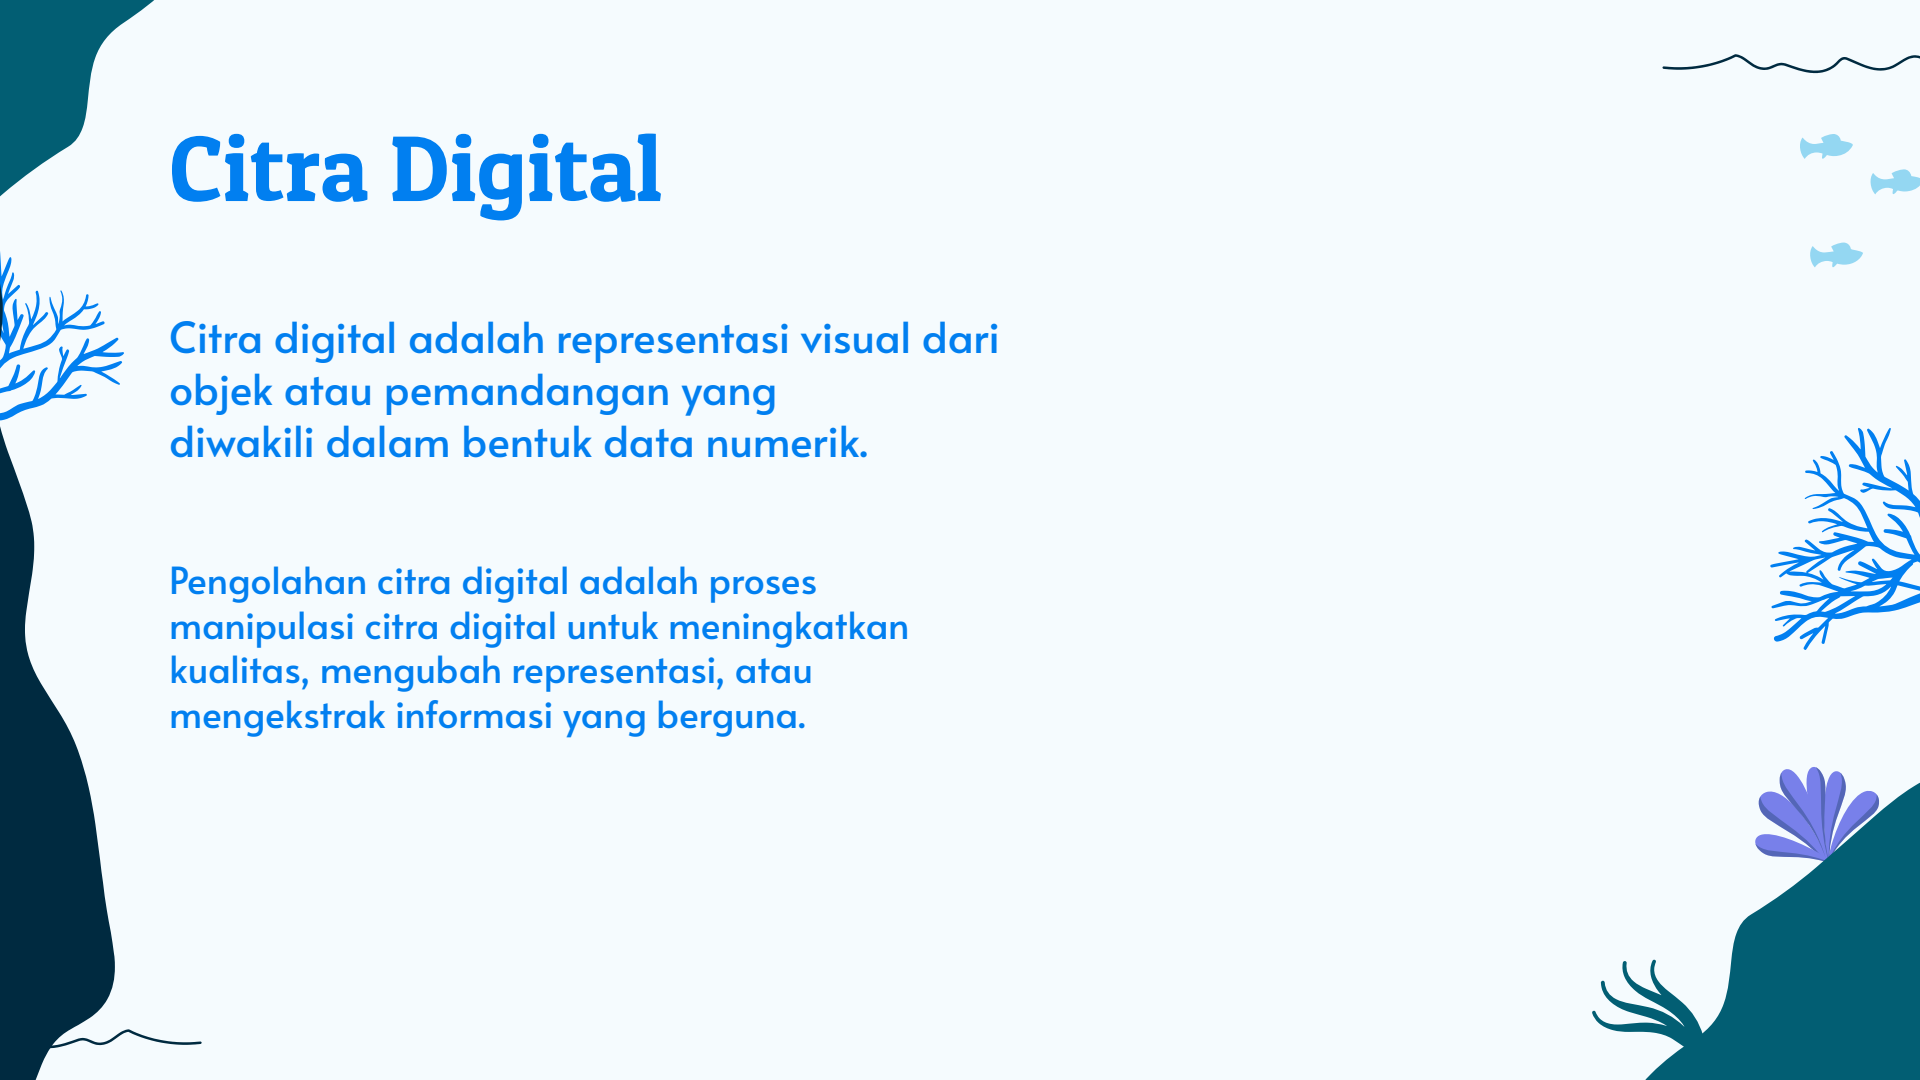 Citra Digital
Citra digital adalah representasi visual dari
objek atau pemandangan yang
diwakili dalam bentuk data numerik.
Pengolahan citra digital adalah proses
manipulasi citra digital untuk meningkatkan
kualitas, mengubah representasi, atau
mengekstrak informasi yang berguna.